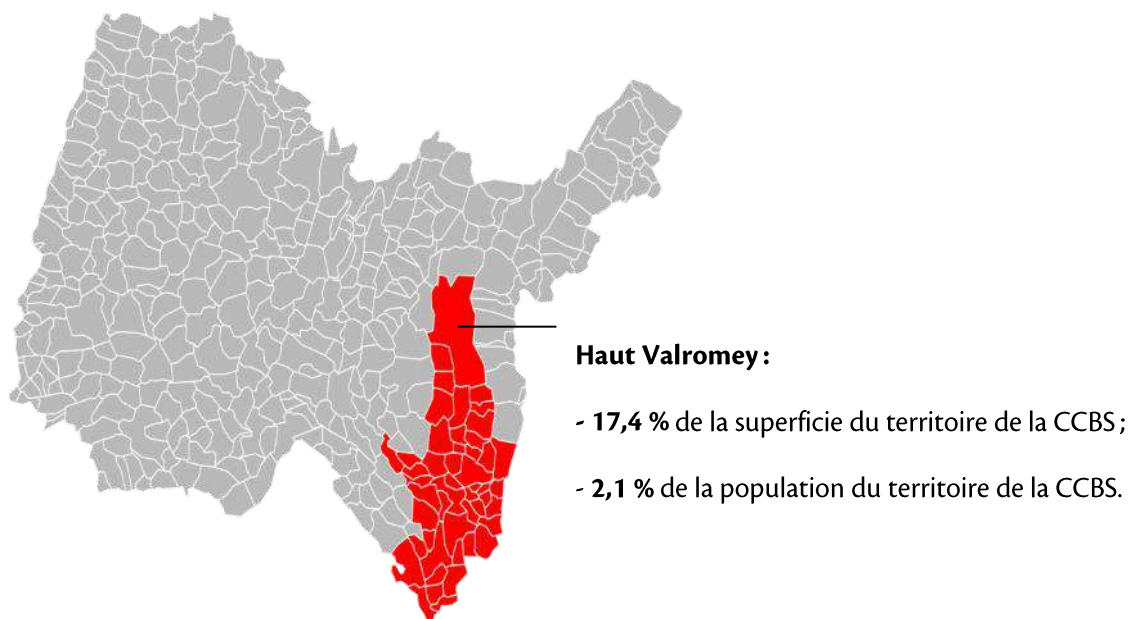 Haut Valromey :
- 17,4 % de la superficie du territoire de la CCBS ;
- 2,1 % de la population du territoire de la CCBS.